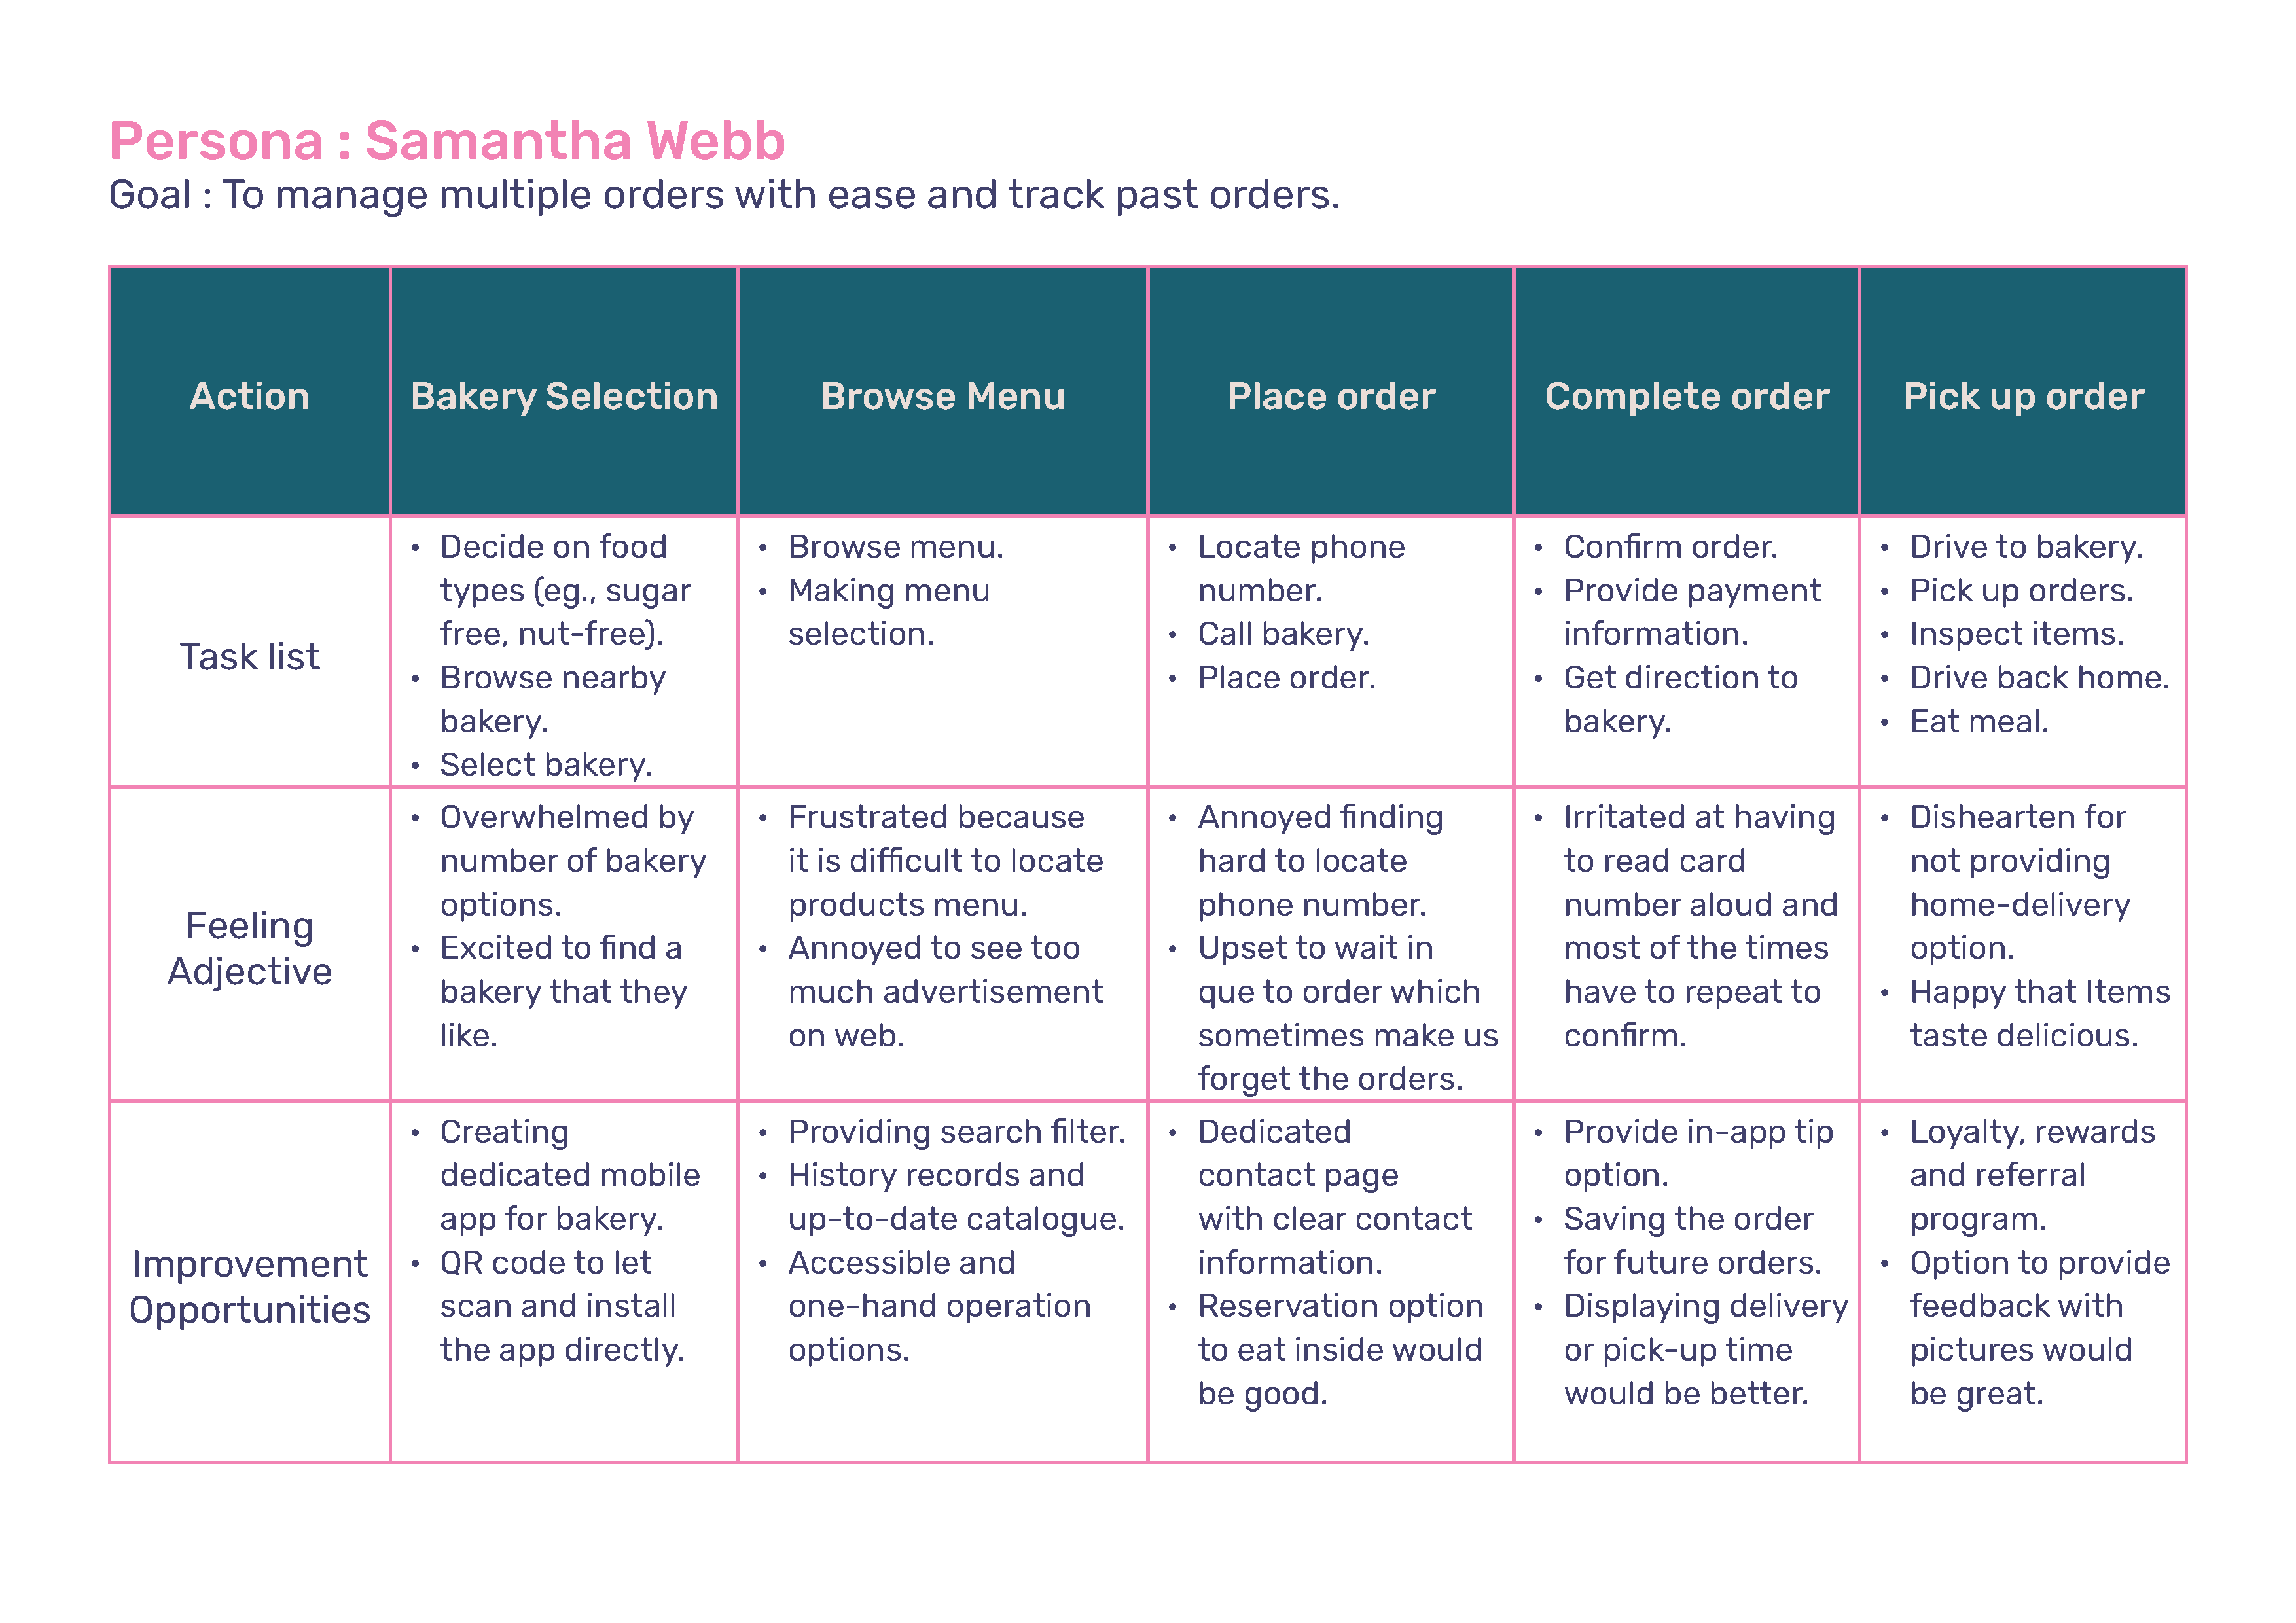 Persona : Samantha Webb
Goal : To manage multiple orders with ease and track past orders.
Action
Bakery Selection
Browse Menu
Place order
Complete order
Pick up order
Task list
• Decide on food
types (eg., sugar
free, nut-free).
• Browse nearby
bakery.
• Select bakery.
• Browse menu.
• Making menu
selection.
• Locate phone
number.
• Call bakery.
• Place order.
• Confirm order.
• Provide payment
information.
• Get direction to
bakery.
• Drive to bakery.
• Pick up orders.
• Inspect items.
• Drive back home.
• Eat meal.
Feeling
Adjective
• Overwhelmed by
number of bakery
options.
• Excited to find a
bakery that they
like.
• Frustrated because
it is difficult to locate
products menu.
• Annoyed to see too
much advertisement
on web.
• Annoyed finding
hard to locate
phone number.
• Upset to wait in
que to order which
sometimes make us
forget the orders.
• Irritated at having
to read card
number aloud and
most of the times
have to repeat to
confirm.
• Dishearten for
not providing
home-delivery
option.
• Happy that Items
taste delicious.
Improvement
Opportunities
• Creating
dedicated mobile
app for bakery.
• QR code to let
scan and install
the app directly.
• Providing search filter.
• History records and
up-to-date catalogue.
• Accessible and
one-hand operation
options.
• Dedicated
contact page
with clear contact
information.
• Reservation option
to eat inside would
be good.
• Provide in-app tip
option.
• Saving the order
for future orders.
• Displaying delivery
or pick-up time
would be better.
• Loyalty, rewards
and referral
program.
• Option to provide
feedback with
pictures would
be great.